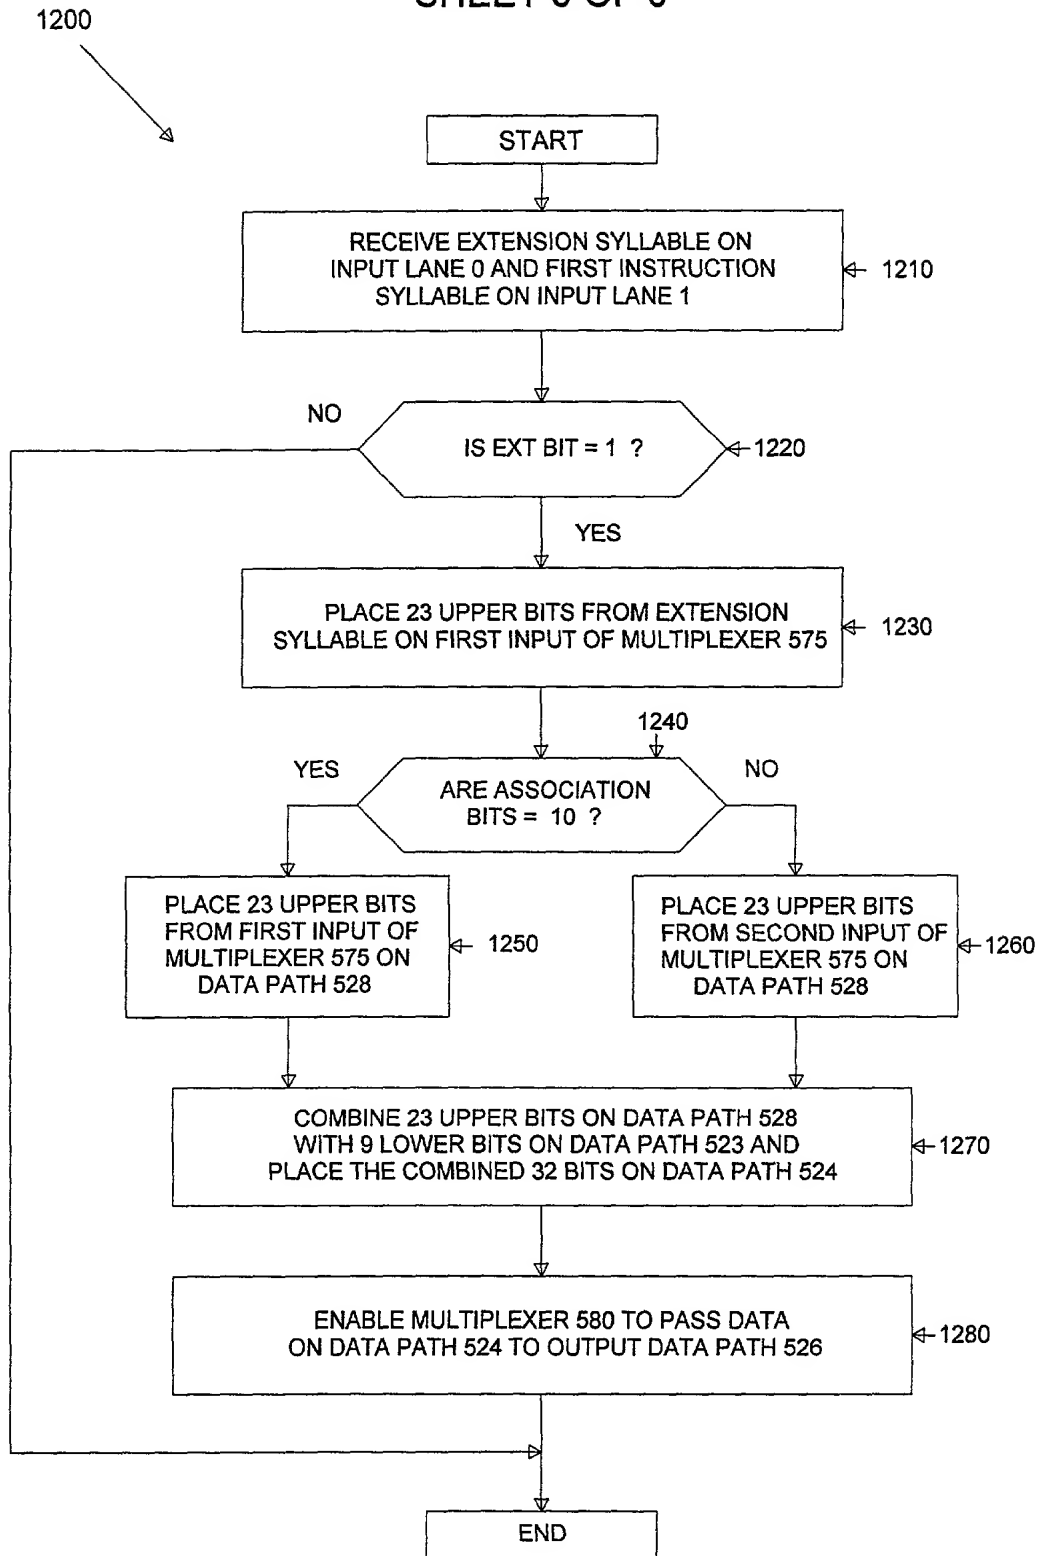 1200
START
RECEIVE EXTENSION SYLLABLE ON
INPUT LANE 0 AND FIRST INSTRUCTION
SYLLABLE ON INPUT LANE 1
1210
NO
IS EXT BIT = 1 ?
1220
YES
PLACE 23 UPPER BITS FROM EXTENSION
SYLLABLE ON FIRST INPUT OF MULTIPLEXER 575
1230
1240
YES
ARE ASSOCIATION
BITS = 10 ?
NO
PLACE 23 UPPER BITS
FROM FIRST INPUT OF
MULTIPLEXER 575 ON
DATA PATH 528
1250
PLACE 23 UPPER BITS
FROM SECOND INPUT OF
MULTIPLEXER 575 ON
DATA PATH 528
1260
COMBINE 23 UPPER BITS ON DATA PATH 528
WITH 9 LOWER BITS ON DATA PATH 523 AND
PLACE THE COMBINED 32 BITS ON DATA PATH 524
1270
ENABLE MULTIPLEXER 580 TO PASS DATA
ON DATA PATH 524 TO OUTPUT DATA PATH 526
1280
END